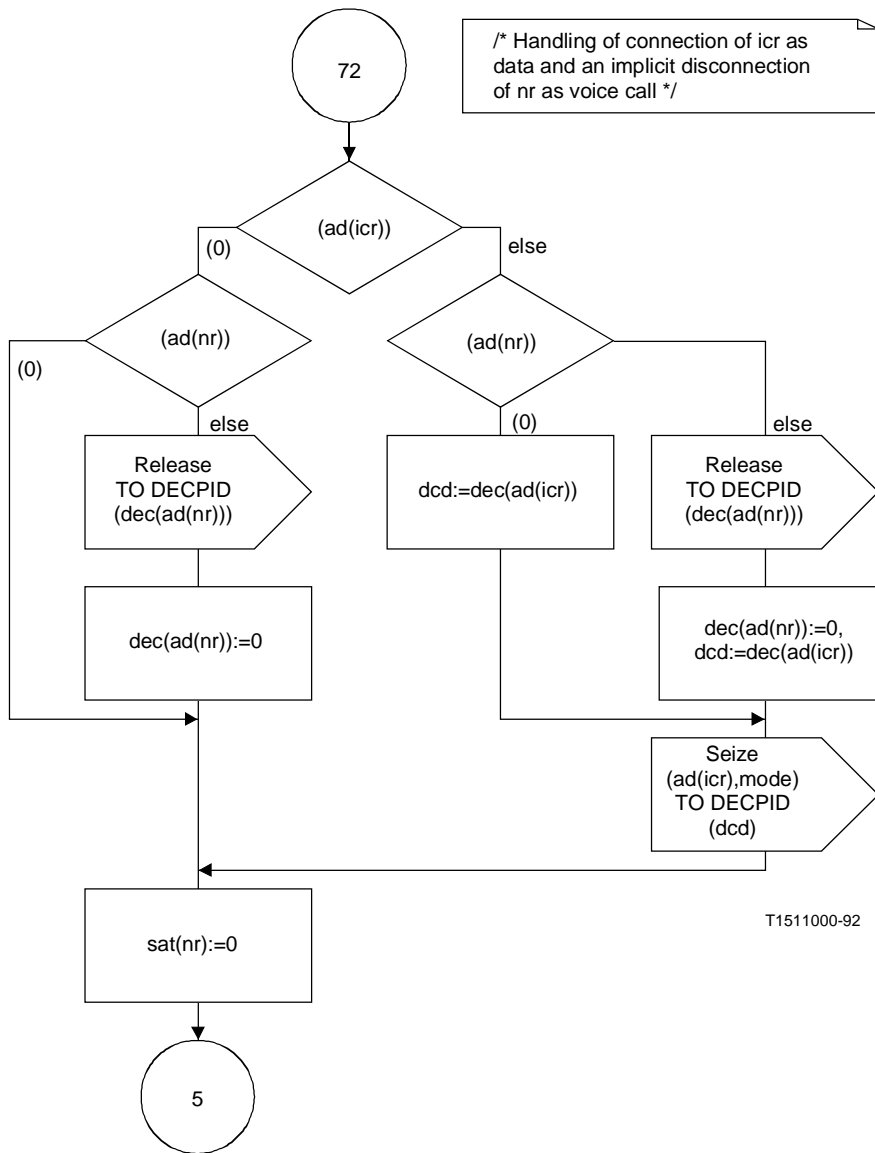 72
/* Handling of connection of icr as
data and an implicit disconnection
of nr as voice call */
(ad(icr))
(0)
else
(ad(nr))
(ad(nr))
(0)
else
(0)
else
Release
TO DECPID
(dec(ad(nr)))
dcd:=dec(ad(icr))
Release
TO DECPID
(dec(ad(nr)))
dec(ad(nr)):=0
dec(ad(nr)):=0,
dcd:=dec(ad(icr))
Seize
(ad(icr),mode)
TO DECPID
(dcd)
sat(nr):=0
T1511000-92
5